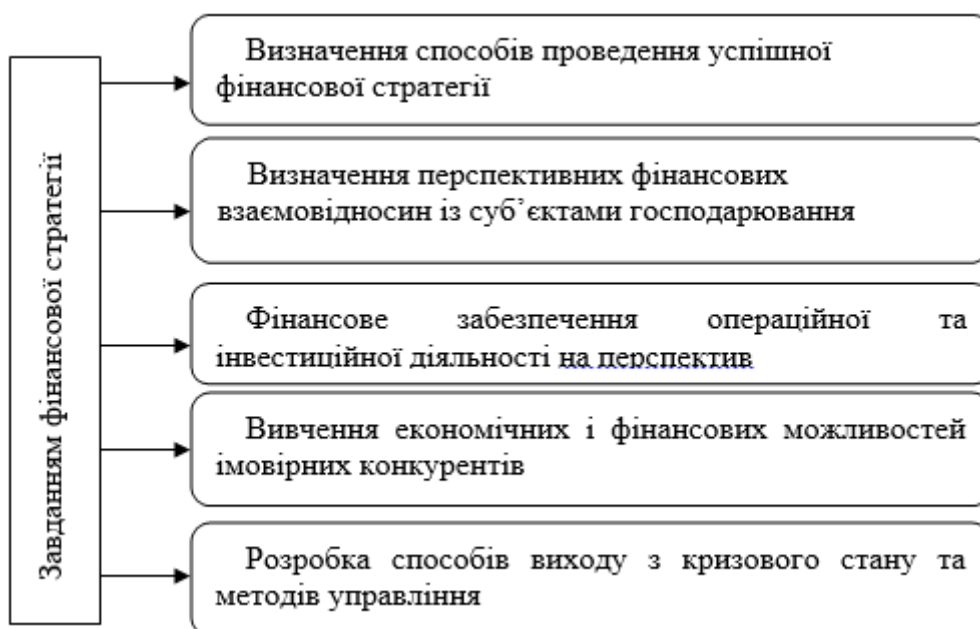 Завданням фінансової стратегії
Визначення способів проведення успішної
фінансової стратегії
Визначення перспективних фінансових
взаємовідносин із суб’єктами господарювання
Фінансове забезпечення операційної та
інвестиційної діяльності на перспектив
Вивчення економічних і фінансових можливостей
імовірних конкурентів
Розробка способів виходу з кризового стану та
методів управління